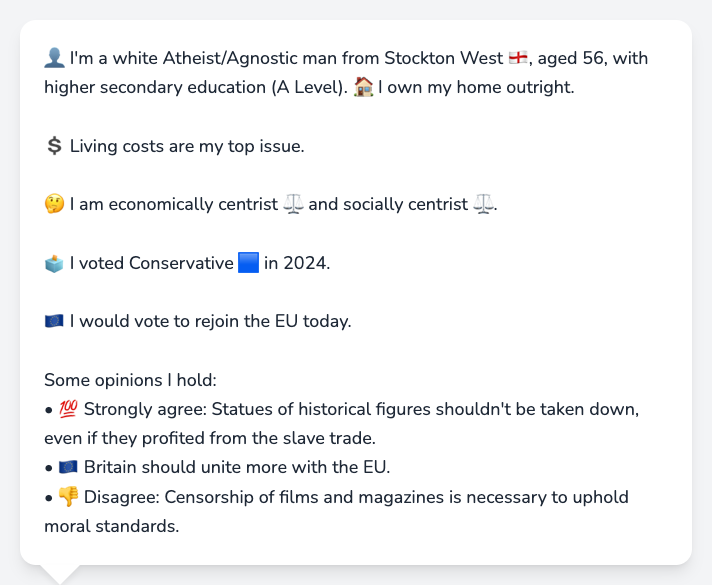 👤 I'm a white Atheist/Agnostic man from Stockton West 🏴󠁧󠁢󠁥󠁮󠁧󠁿, aged 56, with
higher secondary education (A Level). 🏠 I own my home outright.
💲 Living costs are my top issue.
🤔 I am economically centrist ⚖️ and socially centrist ⚖️.
🗳️ I voted Conservative 🟦 in 2024.
🇪🇺 I would vote to rejoin the EU today.
Some opinions I hold:
• 💯 Strongly agree: Statues of historical figures shouldn't be taken down,
even if they profited from the slave trade.
• 🇪🇺 Britain should unite more with the EU.
• 👎 Disagree: Censorship of films and magazines is necessary to uphold
moral standards.